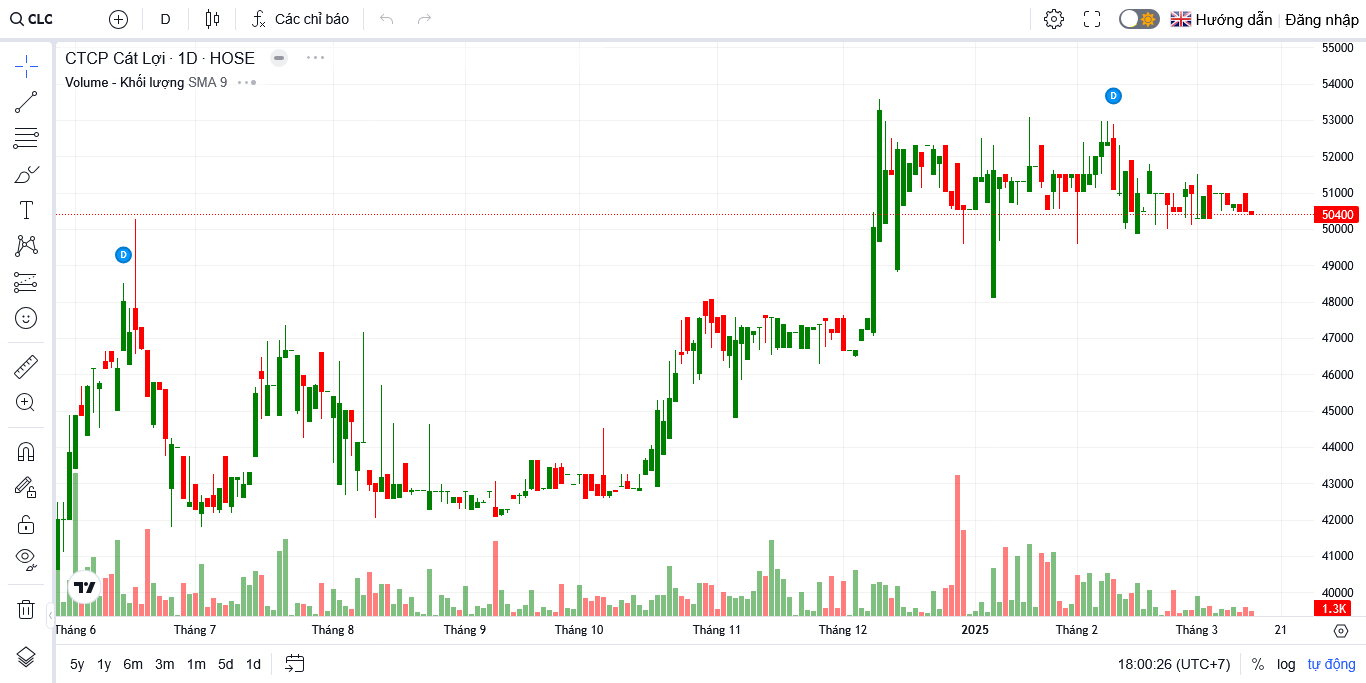 CLC D Các chỉ báo Hướng dẫn Đăng nhập
CTCP Cát Lợi · 1D · HOSE
Volume - Khối lượng SMA 9
D
D
55000
54000
53000
52000
51000
50400
50000
49000
48000
47000
46000
45000
44000
43000
42000
41000
40000
1.3K
Tháng 6 Tháng 7 Tháng 8 Tháng 9 Tháng 10 Tháng 11 Tháng 12 2025 Tháng 2 Tháng 3 21
5y 1y 6m 3m 1m 5d 1d 18:00:26 (UTC+7) % log tự động